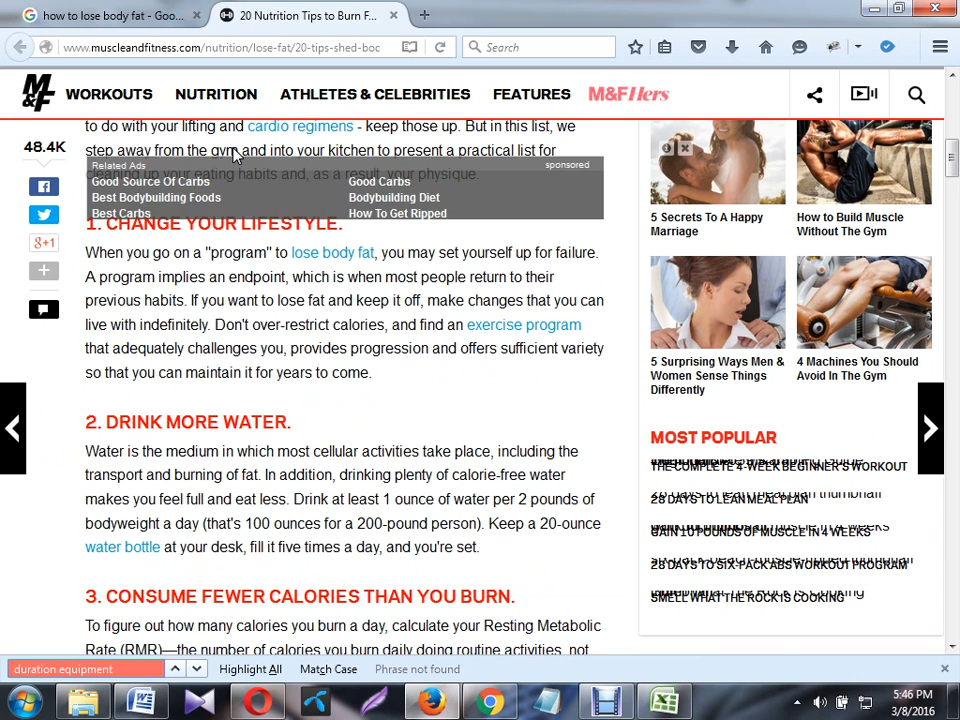 how to lose body fat - Goo...
20 Nutrition Tips to Burn F...
www.muscleandfitness.com/nutrition/lose-fat/20-tips-shed-boc
Search
M&F
WORKOUTS
NUTRITION
ATHLETES & CELEBRITIES
FEATURES
M&F Hers
to do with your lifting and cardio regimens - keep those up. But in this list, we
step away from the gym and into your kitchen to present a practical list for
cleaning up your eating habits and, as a result, your physique.
48.4K
+1
Related Ads
sponsored
Good Source Of Carbs
Good Carbs
Best Bodybuilding Foods
Bodybuilding Diet
Best Carbs
How To Get Ripped
1. CHANGE YOUR LIFESTYLE.
When you go on a "program" to lose body fat, you may set yourself up for failure.
A program implies an endpoint, which is when most people return to their
previous habits. If you want to lose fat and keep it off, make changes that you can
live with indefinitely. Don't over-restrict calories, and find an exercise program
that adequately challenges you, provides progression and offers sufficient variety
so that you can maintain it for years to come.
2. DRINK MORE WATER.
Water is the medium in which most cellular activities take place, including the
transport and burning of fat. In addition, drinking plenty of calorie-free water
makes you feel full and eat less. Drink at least 1 ounce of water per 2 pounds of
bodyweight a day (that's 100 ounces for a 200-pound person). Keep a 20-ounce
water bottle at your desk, fill it five times a day, and you're set.
3. CONSUME FEWER CALORIES THAN YOU BURN.
To figure out how many calories you burn a day, calculate your Resting Metabolic
Rate (RMR)—the number of calories you burn daily doing routine activities, not
5 Secrets To A Happy
Marriage
How to Build Muscle
Without The Gym
5 Surprising Ways Men &
Women Sense Things
Differently
4 Machines You Should
Avoid In The Gym
MOST POPULAR
THE COMPLETE 4-WEEK BEGINNER'S WORKOUT
28 DAYS TO LEAN MEAL PLAN
GAIN 10 POUNDS OF MUSCLE IN 4 WEEKS
28 DAYS TO SIX-PACK ABS WORKOUT PROGRAM
SMELL WHAT THE ROCK IS COOKING
duration equipment
Highlight All
Match Case
Phrase not found
5:46 PM
3/8/2016